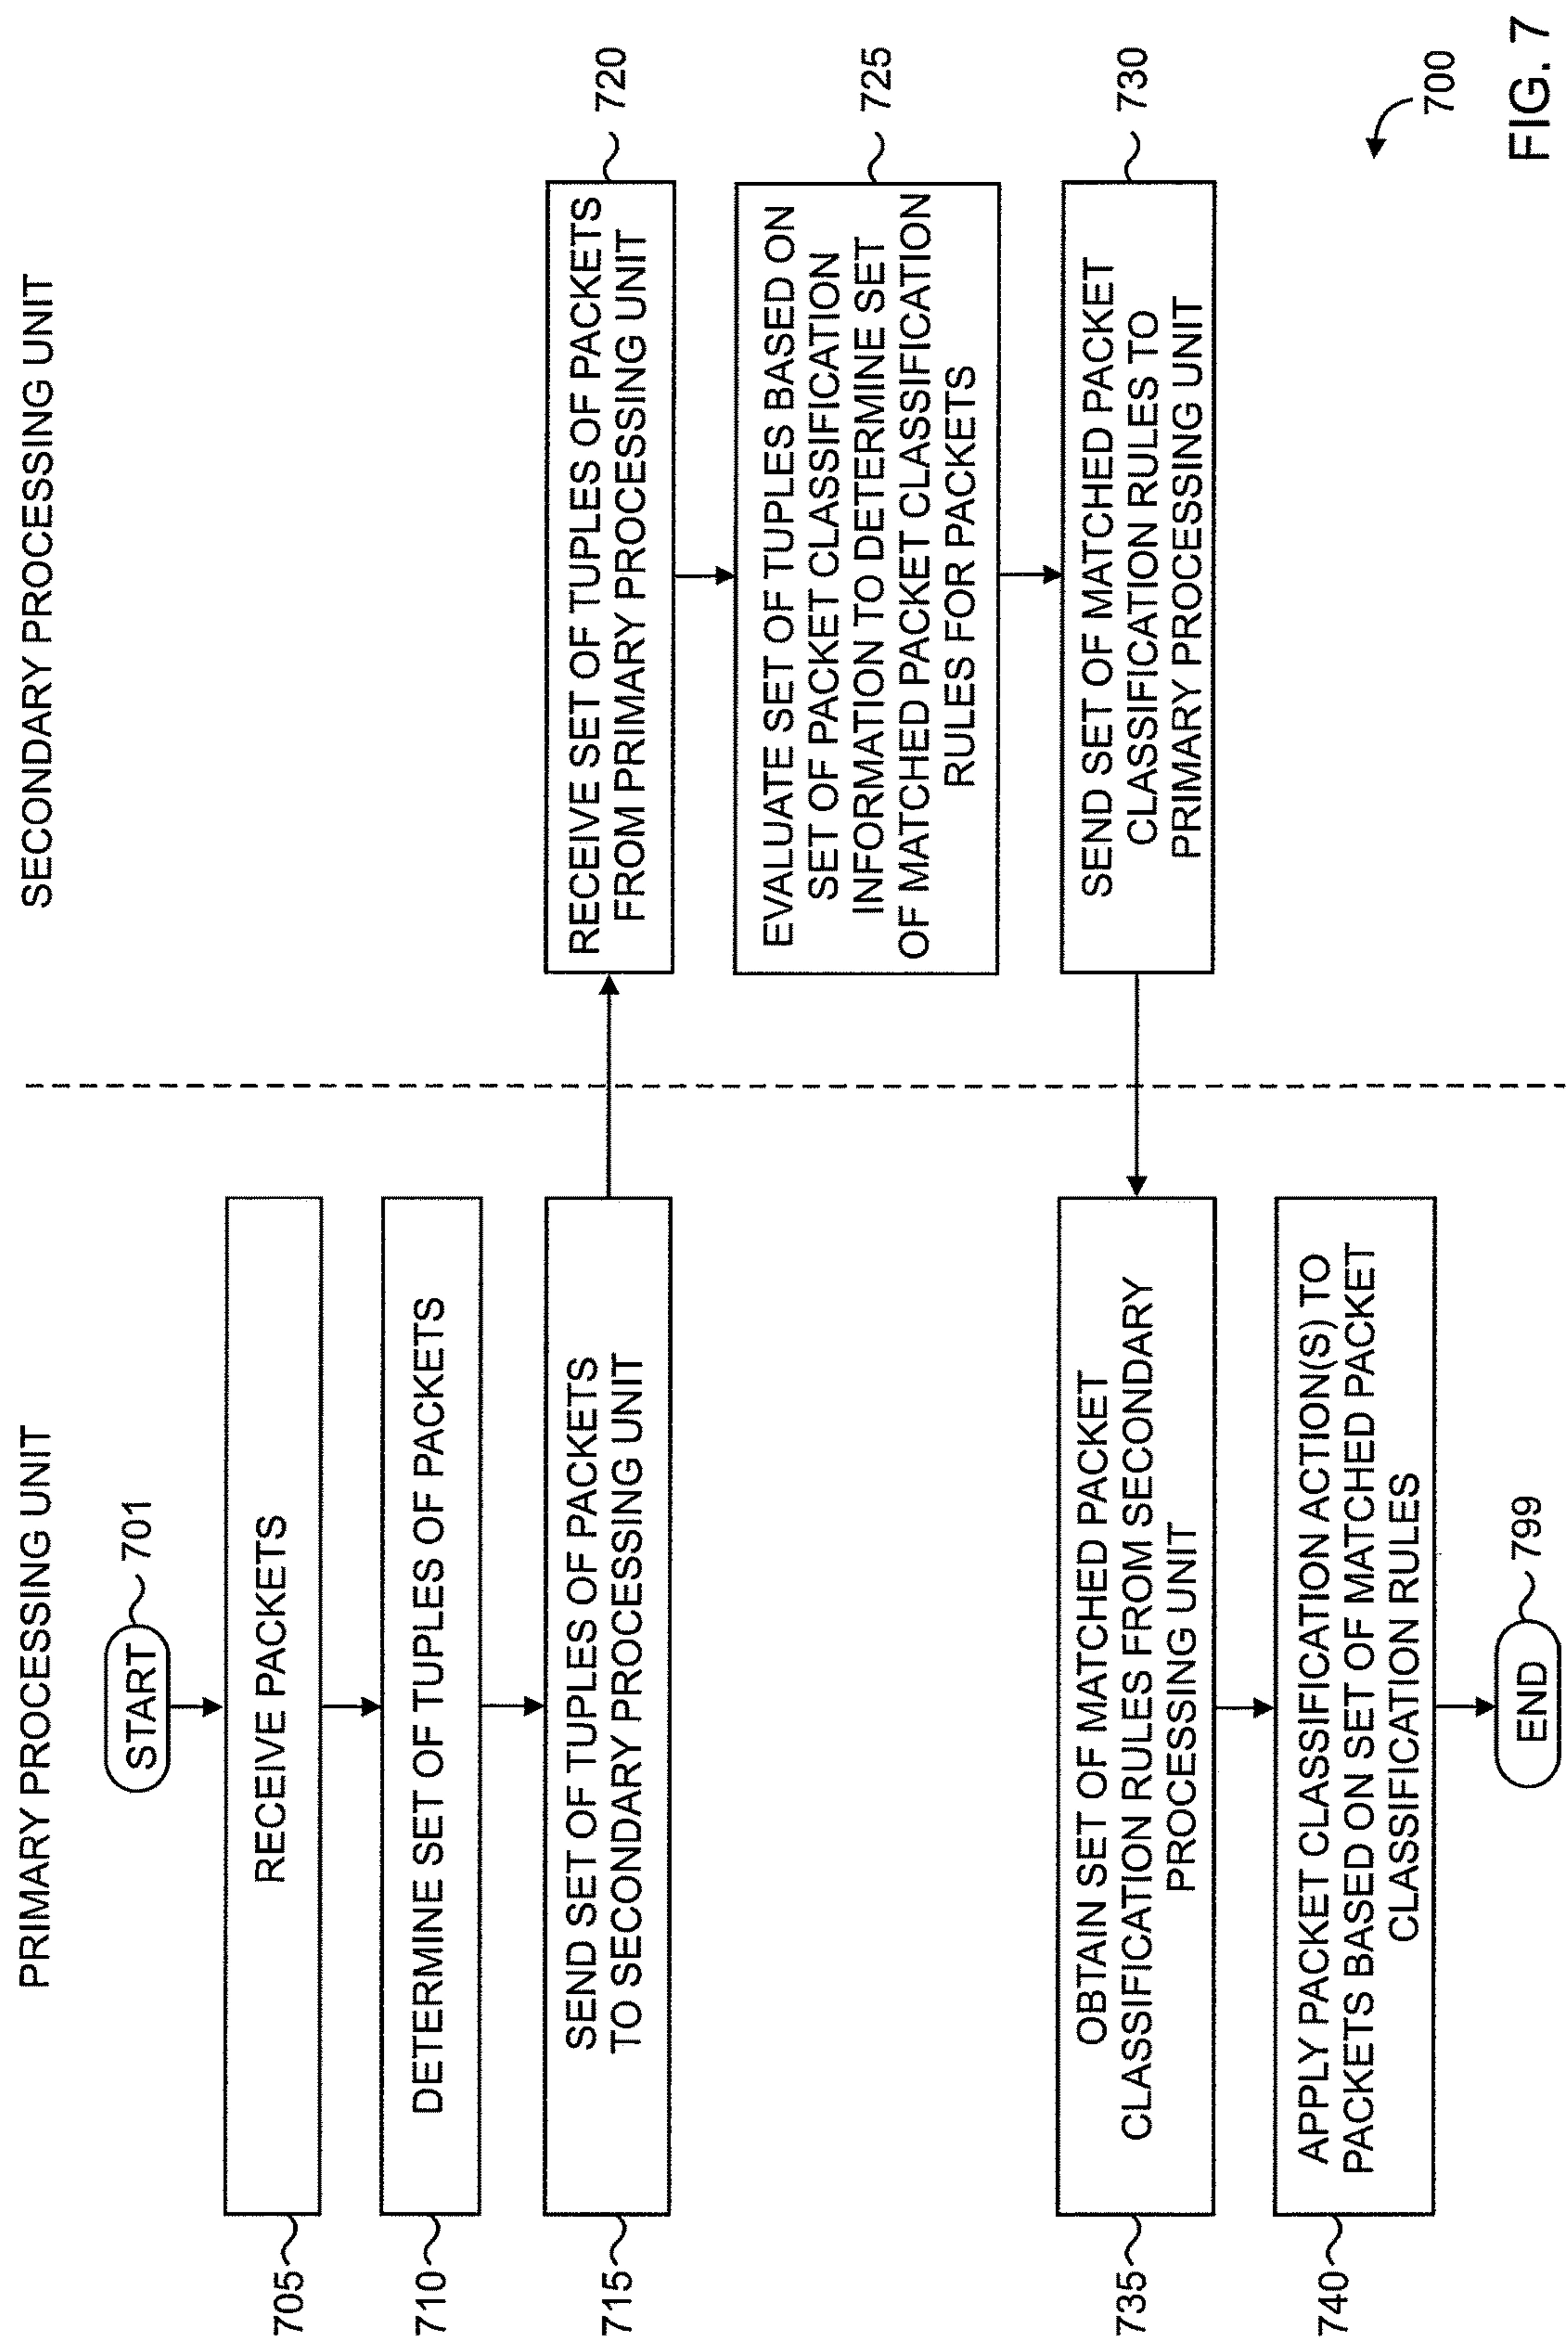 PRIMARY PROCESSING UNIT
SECONDARY PROCESSING UNIT
START
701
705
RECEIVE PACKETS
710
DETERMINE SET OF TUPLES OF PACKETS
715
SEND SET OF TUPLES OF PACKETS
TO SECONDARY PROCESSING UNIT
RECEIVE SET OF TUPLES OF PACKETS
FROM PRIMARY PROCESSING UNIT
720
EVALUATE SET OF TUPLES BASED ON
SET OF PACKET CLASSIFICATION
INFORMATION TO DETERMINE SET
OF MATCHED PACKET CLASSIFICATION
RULES FOR PACKETS
725
SEND SET OF MATCHED PACKET
CLASSIFICATION RULES TO
PRIMARY PROCESSING UNIT
730
735
OBTAIN SET OF MATCHED PACKET
CLASSIFICATION RULES FROM SECONDARY
PROCESSING UNIT
740
APPLY PACKET CLASSIFICATION ACTION(S) TO
PACKETS BASED ON SET OF MATCHED PACKET
CLASSIFICATION RULES
END
799
700
FIG. 7